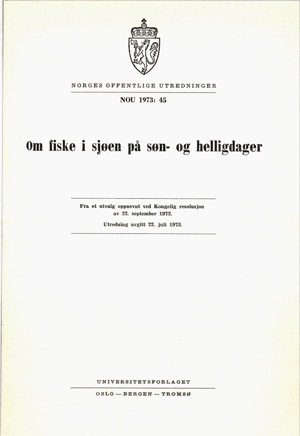 NORGES OFFENTLIGE UTREDNINGER
NOU 1973: 45
Om fiske i sjøen på søn- og helligdager
Fra et utvalg oppnevnt ved Kongelig resolusjon
av 22. september 1972.
Utredning avgitt 22. juli 1973.
UNIVERSITETSFORLAGET
OSLO — BERGEN — TROMSØ